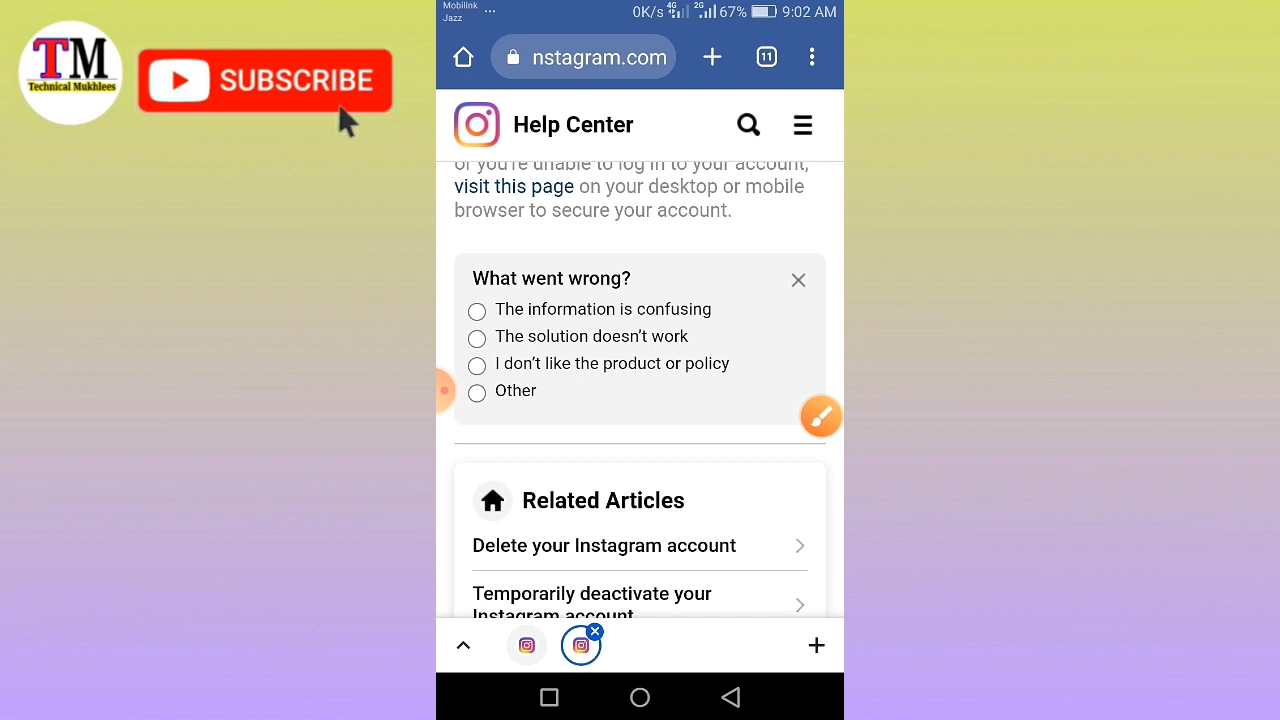 TM
Technical Mukhlees
SUBSCRIBE
Mobilink
Jazz ...
0K/s 4G 2G 67% 9:02 AM
nstagram.com
11
Help Center
or you're unable to log in to your account,
visit this page on your desktop or mobile
browser to secure your account.
What went wrong?
The information is confusing
The solution doesn't work
I don't like the product or policy
Other
Related Articles
Delete your Instagram account
Temporarily deactivate your
Instagram account